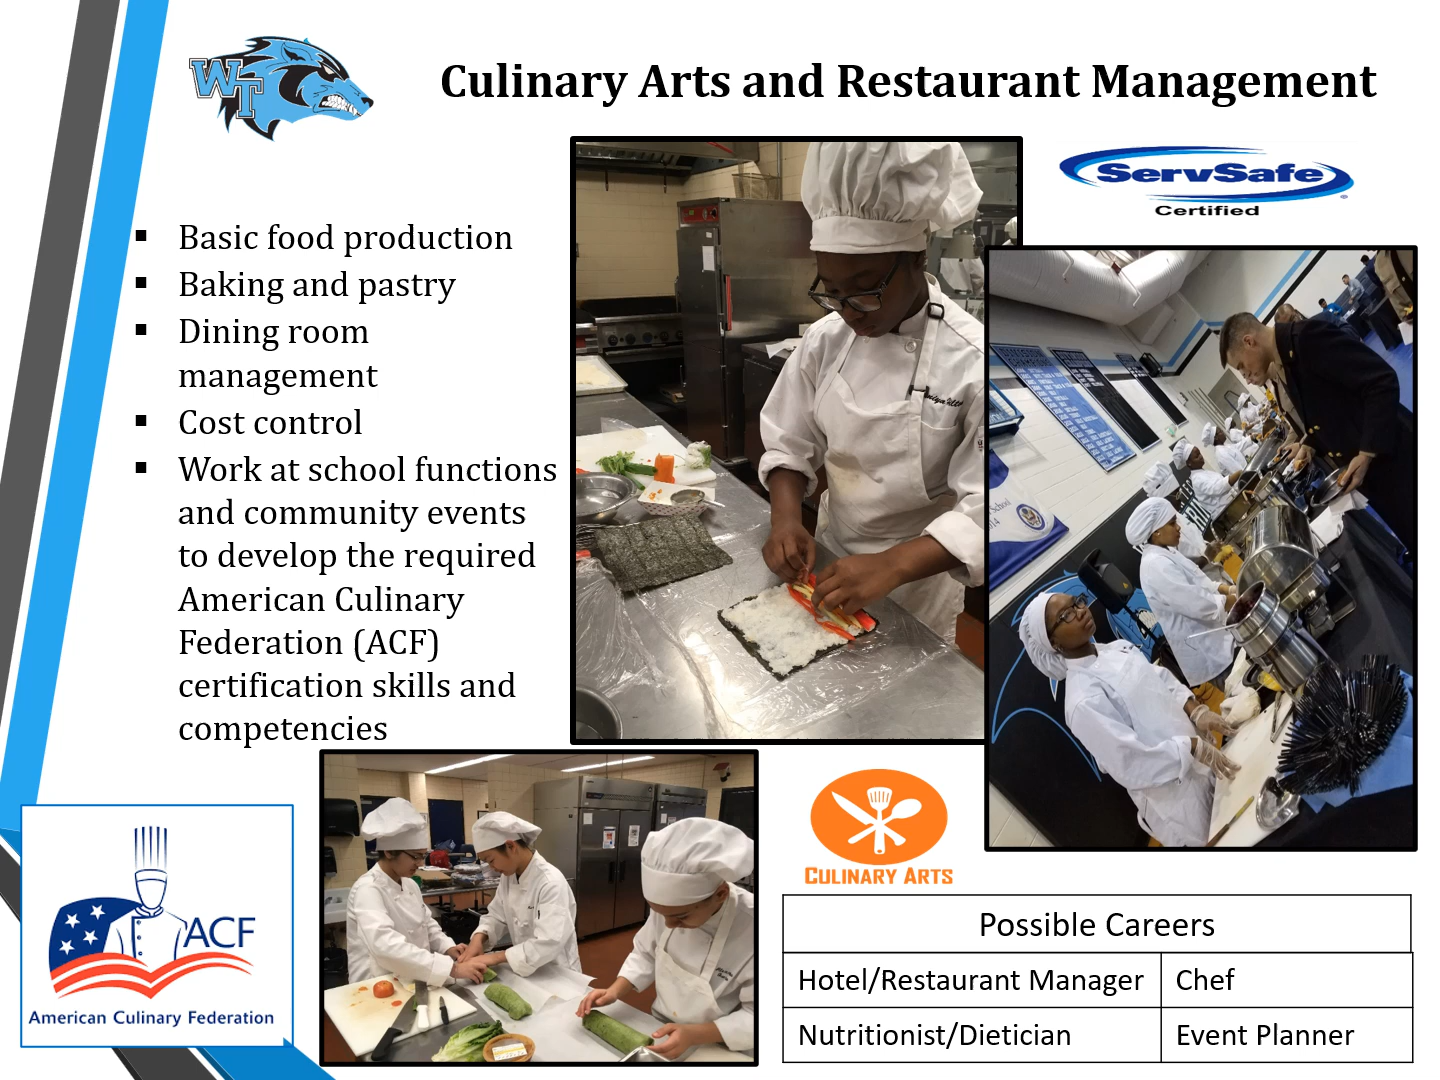 WT
Culinary Arts and Restaurant Management
ServSafe
Certified
Basic food production
Baking and pastry
Dining room
management
Cost control
Work at school functions
and community events
to develop the required
American Culinary
Federation (ACF)
certification skills and
competencies
ACF
American Culinary Federation
CULINARY ARTS
Possible Careers
Hotel/Restaurant Manager Chef
Nutritionist/Dietician Event Planner